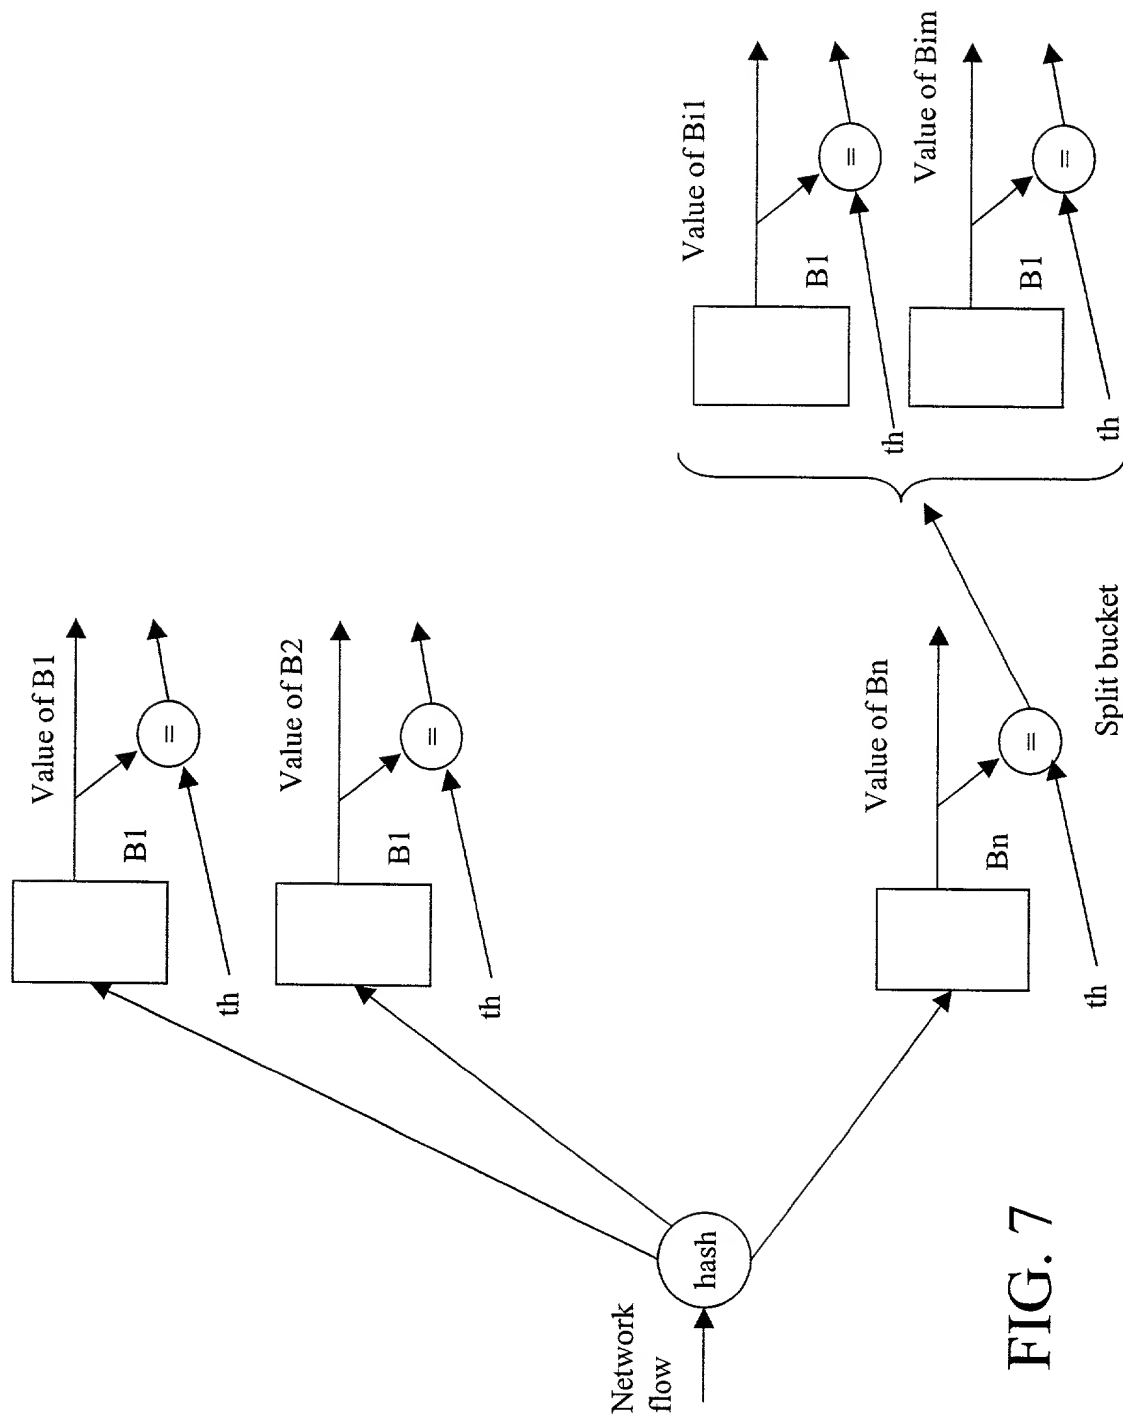 Network
flow
hash
th
B1
=
Value of B1
th
B1
=
Value of B2
th
Bn
=
Value of Bn
Split bucket
th
B1
=
Value of Bi1
th
B1
=
Value of Bim
FIG. 7